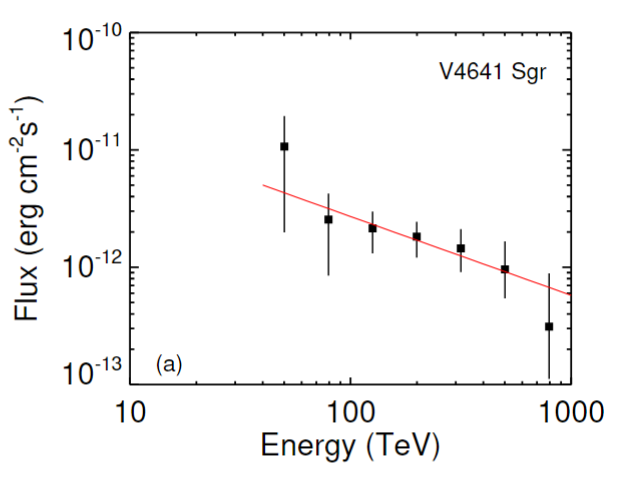 10⁻¹⁰
V4641 Sgr
10⁻¹¹
Flux (erg cm⁻²s⁻¹)
10⁻¹²
10⁻¹³
(a)
10 100 1000
Energy (TeV)